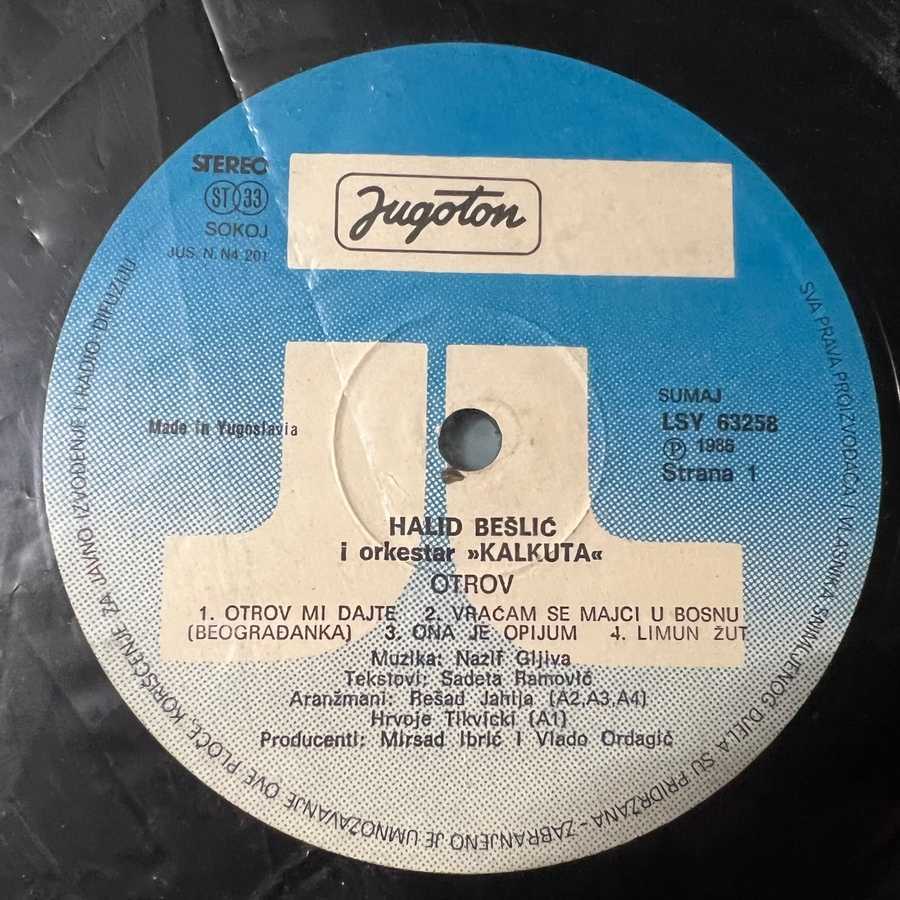 STEREO
ST 33
SOKOJ
JUS. N. N4 201
Jugoton
Made in Yugoslavia
SUMAJ
LSY 63258
Ⓟ 1986
Strana 1
HALID BEŠLIĆ
i orkestar »KALKUTA«
OTROV
1. OTROV MI DAJTE 2. VRAĆAM SE MAJCI U BOSNU
(BEOGRAĐANKA) 3. ONA JE OPIJUM 4. LIMUN ŽUT
Muzika: Nazif Gljiva
Tekstovi: Sadeta Ramović
Aranžmani: Rešad Jahija (A2,A3,A4)
Hrvoje Tikvicki (A1)
Producenti: Mirsad Ibrić i Vlado Ordagić
SVA PRAVA PROIZVOĐAČA I VLASNIKA SNIMLJENOG DJELA SU PRIDRŽANA - ZABRANJENO JE UMNOŽAVANJE OVE PLOČE, KORIŠĆENJE ZA JAVNO IZVOĐENJE I RADIO-DIFUZIJU